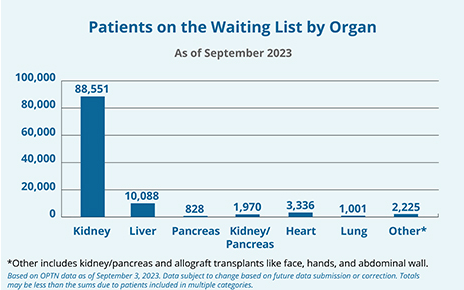 Patients on the Waiting List by Organ
As of September 2023
100,000
80,000
60,000
40,000
20,000
0
88,551
10,088
828
1,970
3,336
1,001
2,225
Kidney
Liver
Pancreas
Kidney/
Pancreas
Heart
Lung
Other*
*Other includes kidney/pancreas and allograft transplants like face, hands, and abdominal wall.
Based on OPTN data as of September 3, 2023. Data subject to change based on future data submission or correction. Totals
may be less than the sums due to patients included in multiple categories.